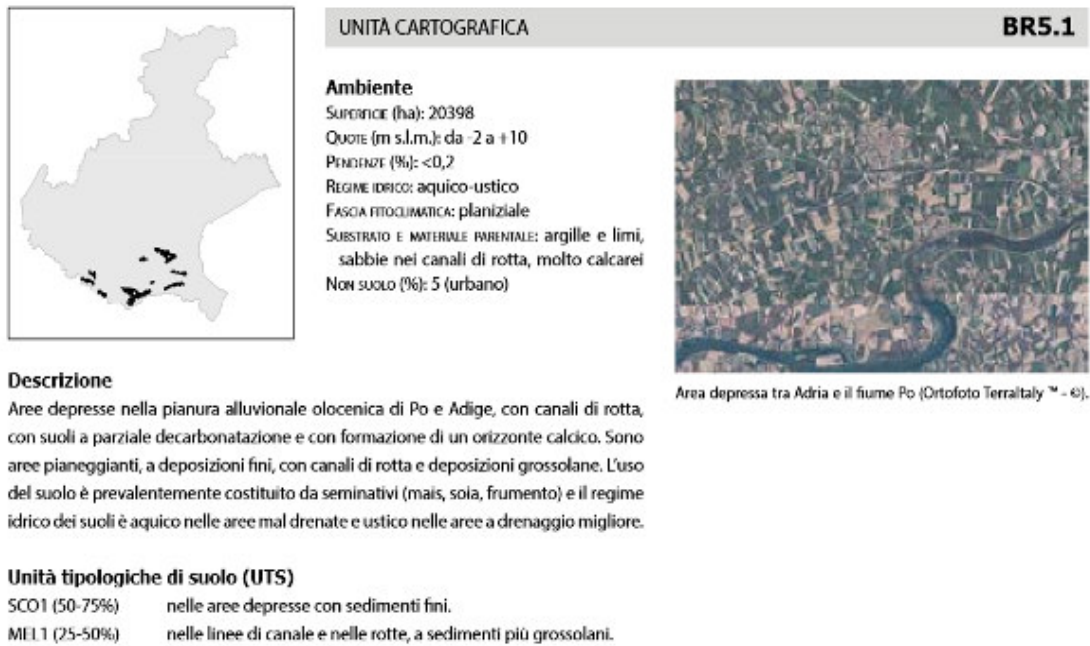 UNITÀ CARTOGRAFICA
BR5.1
Ambiente
SUPERFICIE (ha): 20398
QUOTE (m s.l.m.): da -2 a +10
PENDENZE (%): <0,2
REGIME IDRICO: aquico-ustico
FASCIA FITOCLIMATICA: planiziale
SUBSTRATO E MATERIALE PARENTALE: argille e limi,
sabbie nei canali di rotta, molto calcarei
NON SUOLO (%): 5 (urbano)
Area depressa tra Adria e il fiume Po (Ortofoto TerraItaly ™ - ©).
Descrizione
Aree depresse nella pianura alluvionale olocenica di Po e Adige, con canali di rotta,
con suoli a parziale decarbonatazione e con formazione di un orizzonte calcico. Sono
aree pianeggianti, a deposizioni fini, con canali di rotta e deposizioni grossolane. L'uso
del suolo è prevalentemente costituito da seminativi (mais, soia, frumento) e il regime
idrico dei suoli è aquico nelle aree mal drenate e ustico nelle aree a drenaggio migliore.
Unità tipologiche di suolo (UTS)
SCO1 (50-75%) nelle aree depresse con sedimenti fini.
MEL1 (25-50%) nelle linee di canale e nelle rotte, a sedimenti più grossolani.